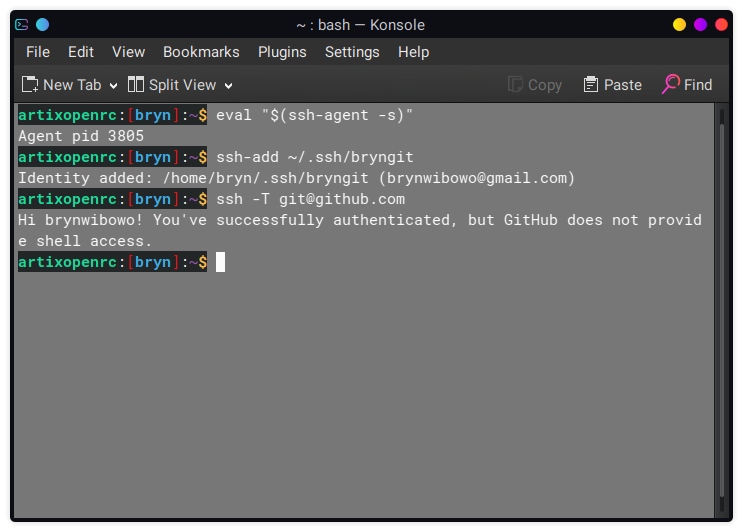 ~ : bash — Konsole
File Edit View Bookmarks Plugins Settings Help
New Tab Split View Copy Paste Find
artixopenrc:[bryn]:~$ eval "$(ssh-agent -s)"
Agent pid 3805
artixopenrc:[bryn]:~$ ssh-add ~/.ssh/bryngit
Identity added: /home/bryn/.ssh/bryngit (brynwibowo@gmail.com)
artixopenrc:[bryn]:~$ ssh -T git@github.com
Hi brynwibowo! You've successfully authenticated, but GitHub does not provid
e shell access.
artixopenrc:[bryn]:~$